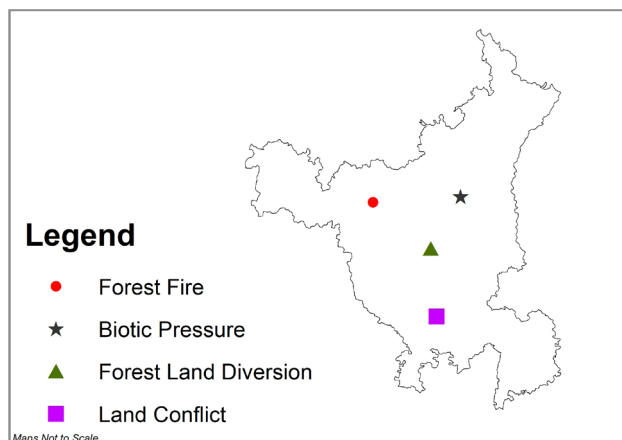 Legend
Forest Fire
Biotic Pressure
Forest Land Diversion
Land Conflict
Maps Not to Scale